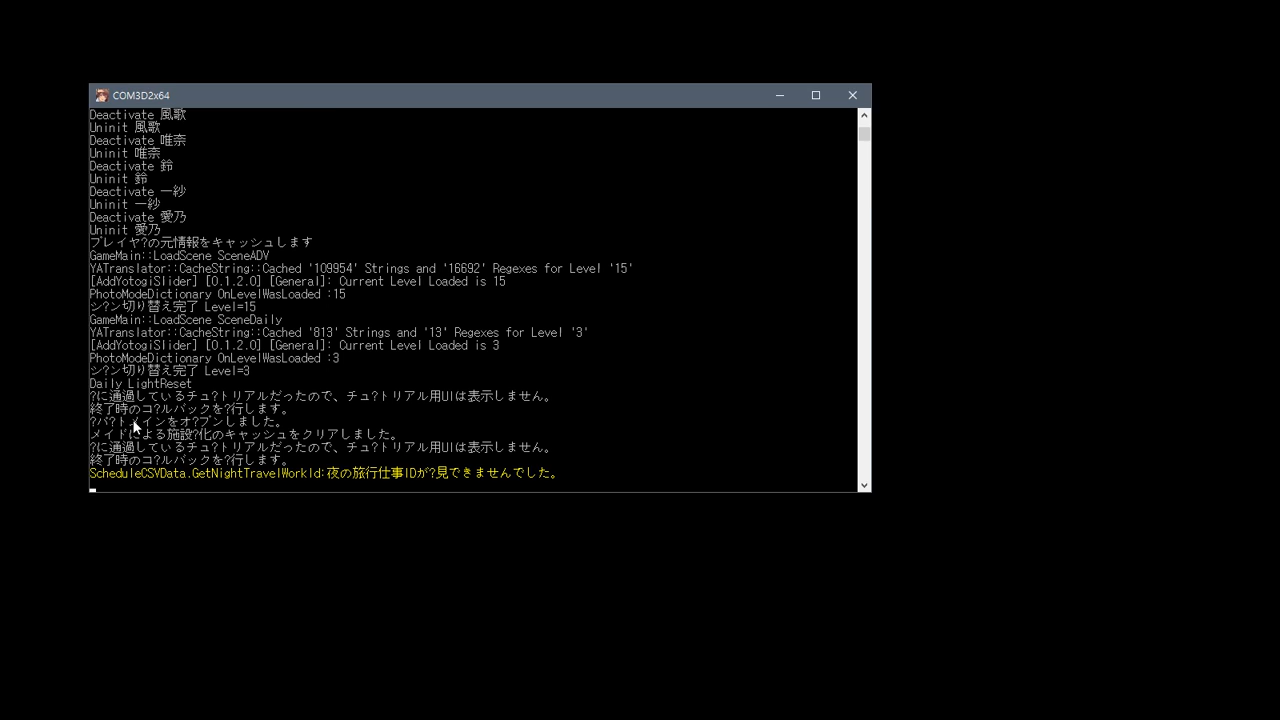 COM3D2x64
Deactivate 風歌
Uninit 風歌
Deactivate 唯奈
Uninit 唯奈
Deactivate 鈴
Uninit 鈴
Deactivate 一紗
Uninit 一紗
Deactivate 愛乃
Uninit 愛乃
プレイヤ?の元情報をキャッシュします
GameMain::LoadScene SceneADV
YATranslator::CacheString::Cached '109954' Strings and '16692' Regexes for Level '15'
[AddYotogiSlider] [0.1.2.0] [General]: Current Level Loaded is 15
PhotoModeDictionary OnLevelWasLoaded :15
シ?ン切り替え完了 Level=15
GameMain::LoadScene SceneDaily
YATranslator::CacheString::Cached '813' Strings and '13' Regexes for Level '3'
[AddYotogiSlider] [0.1.2.0] [General]: Current Level Loaded is 3
PhotoModeDictionary OnLevelWasLoaded :3
シ?ン切り替え完了 Level=3
Daily LightReset
?に通過しているチュ?トリアルだったので、チュ?トリアル用UIは表示しません。
終了時のコ?ルバックを?行します。
?パ?トメインをオ?プンしました。
メイドによる施設?化のキャッシュをクリアしました。
?に通過しているチュ?トリアルだったので、チュ?トリアル用UIは表示しません。
終了時のコ?ルバックを?行します。
ScheduleCSVData.GetNightTravelWorkId:夜の旅行仕事IDが?見できませんでした。